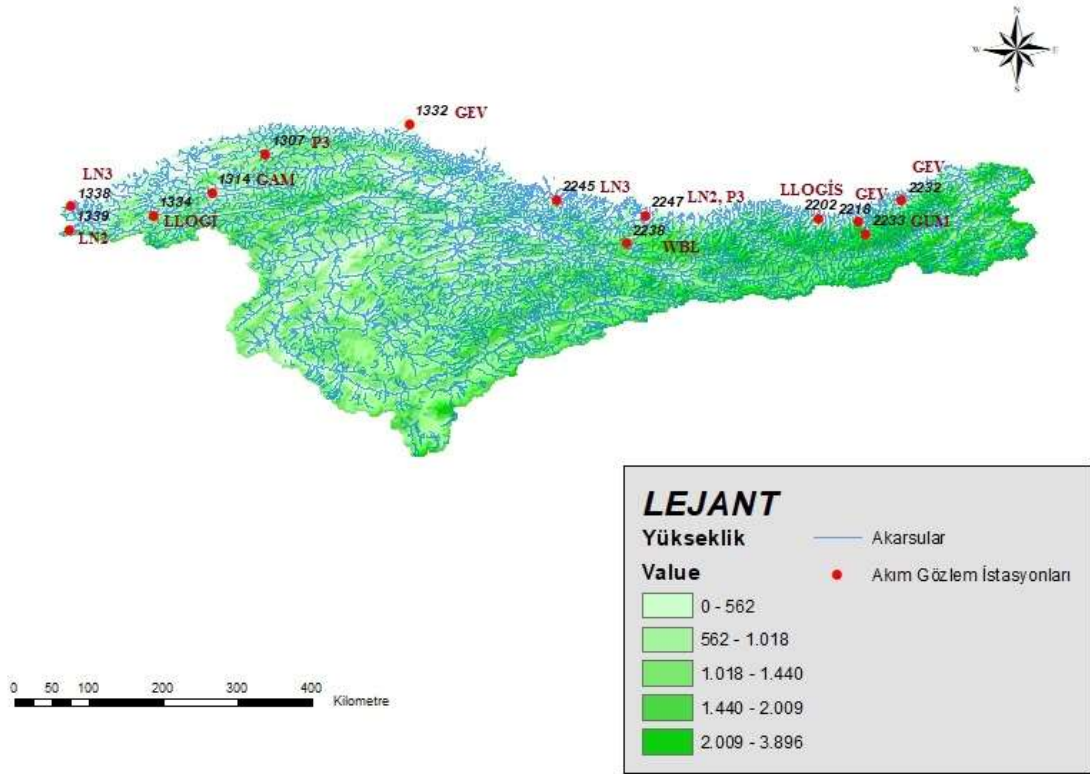 N
W E
S
1332 GEV
1307 P3
1314 GAM
LN3
1338
1334
LLOGİ
1339
LN2
2245 LN3
2247 LN2, P3
2238
WBL
LLOGİS
2202
GEV
2216
GEV
2232
2233 GUM
LEJANT
Yükseklik
Akarsular
Value
Akım Gözlem İstasyonları
0 - 562
562 - 1.018
1.018 - 1.440
1.440 - 2.009
2.009 - 3.896
0 50 100 200 300 400
Kilometre